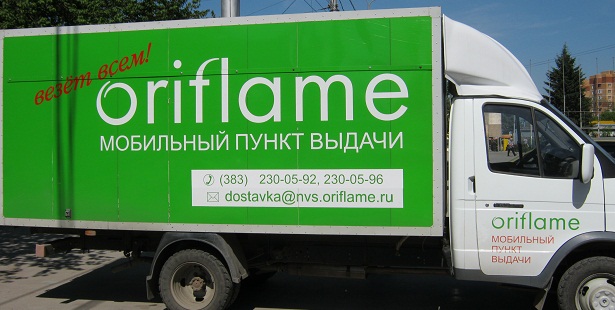 везёт всем!
oriflame
МОБИЛЬНЫЙ ПУНКТ ВЫДАЧИ
(383) 230-05-92, 230-05-96
dostavka@nvs.oriflame.ru
oriflame
МОБИЛЬНЫЙ
ПУНКТ
ВЫДАЧИ